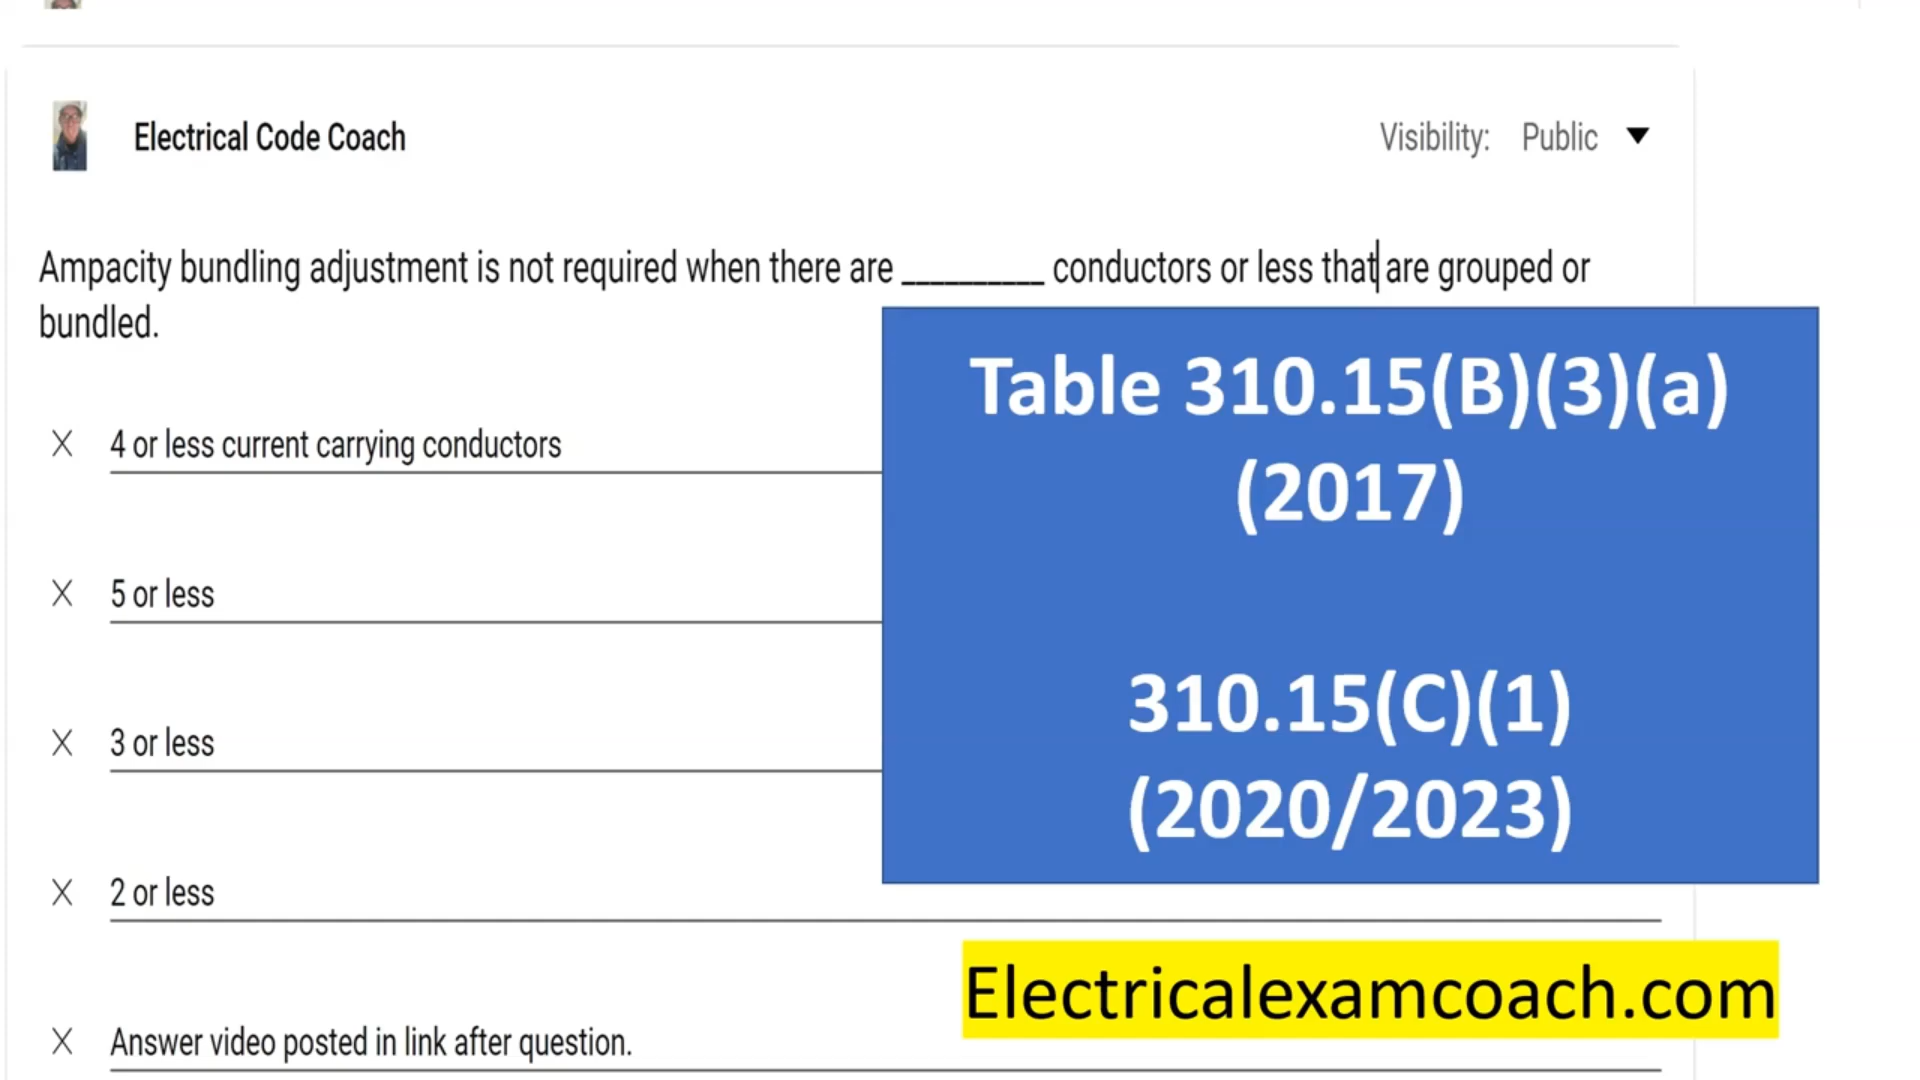 Electrical Code Coach
Visibility: Public
Ampacity bundling adjustment is not required when there are __________ conductors or less that are grouped or
bundled.
Table 310.15(B)(3)(a)
(2017)
310.15(C)(1)
(2020/2023)
X 4 or less current carrying conductors
X 5 or less
X 3 or less
X 2 or less
Electricalexamcoach.com
X Answer video posted in link after question.